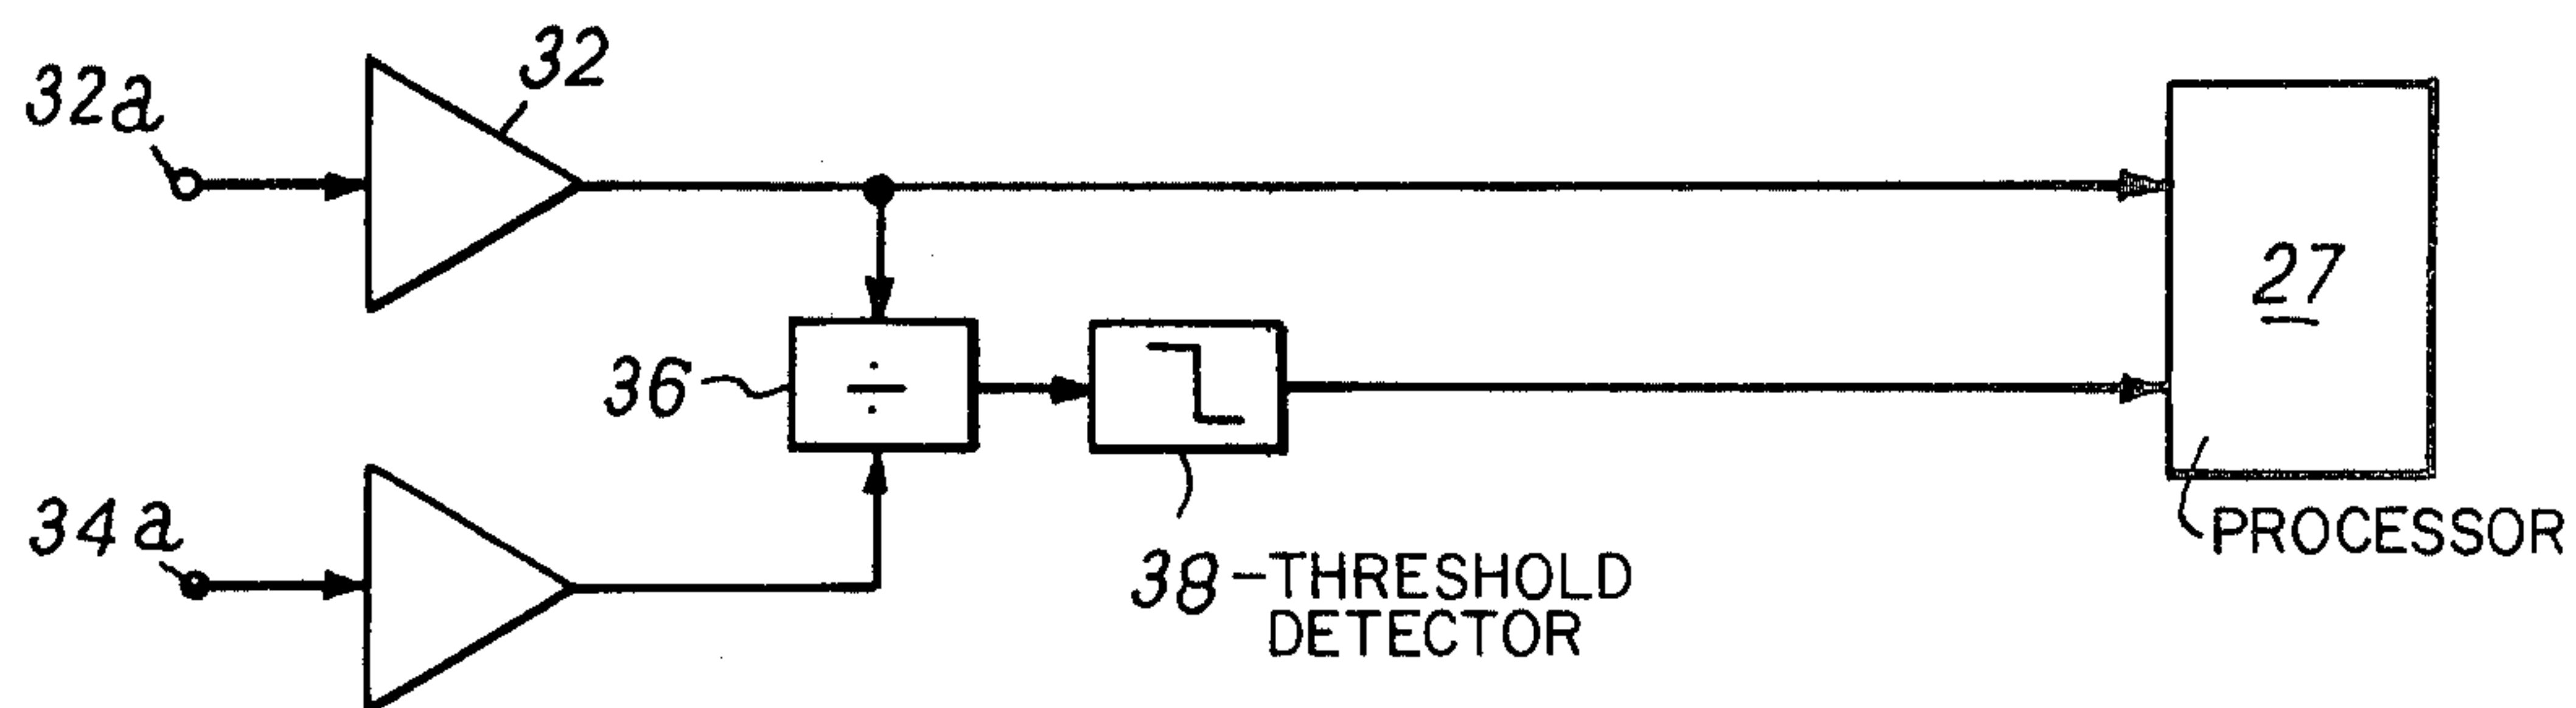 32a
32
27
36
÷
34a
PROCESSOR
38-THRESHOLD
DETECTOR